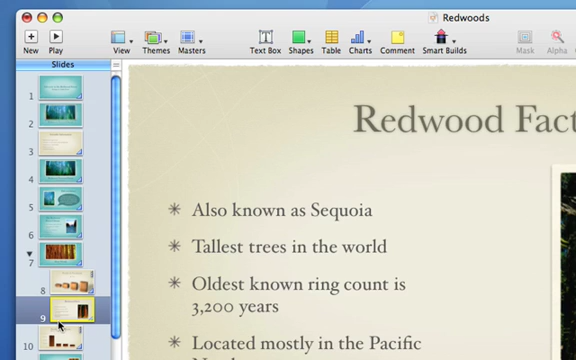 Redwoods
New Play View Themes Masters Text Box Shapes Table Charts Comment Smart Builds Mask Alpha
Slides
1
2
3
4
5
6
7
8
9
10
Redwood Fact
✳ Also known as Sequoia
✳ Tallest trees in the world
✳ Oldest known ring count is
3,200 years
✳ Located mostly in the Pacific